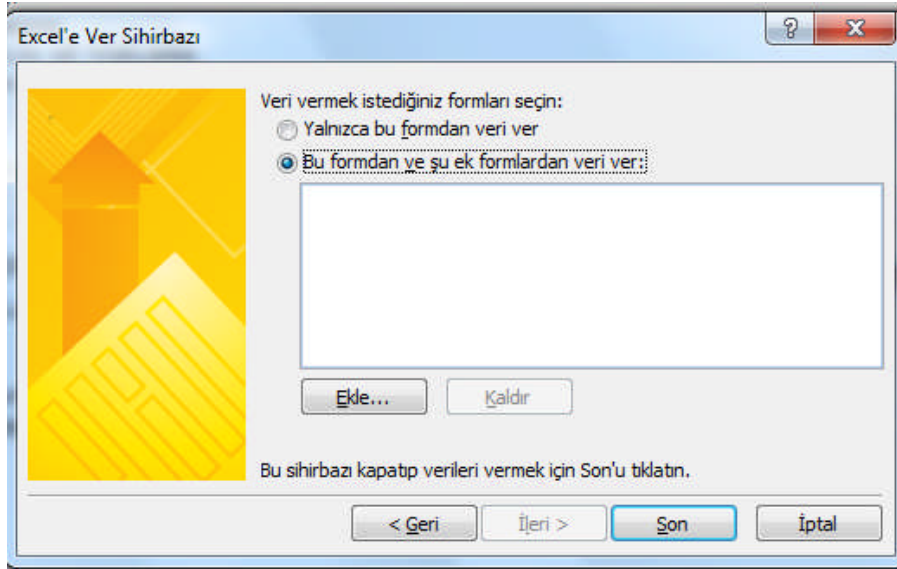 Excel'e Ver Sihirbazı
Veri vermek istediğiniz formları seçin:
Yalnızca bu formdan veri ver
Bu formdan ve şu ek formlardan veri ver:
Ekle... Kaldır
Bu sihirbazı kapatıp verileri vermek için Son'u tıklatın.
< Geri İleri > Son İptal